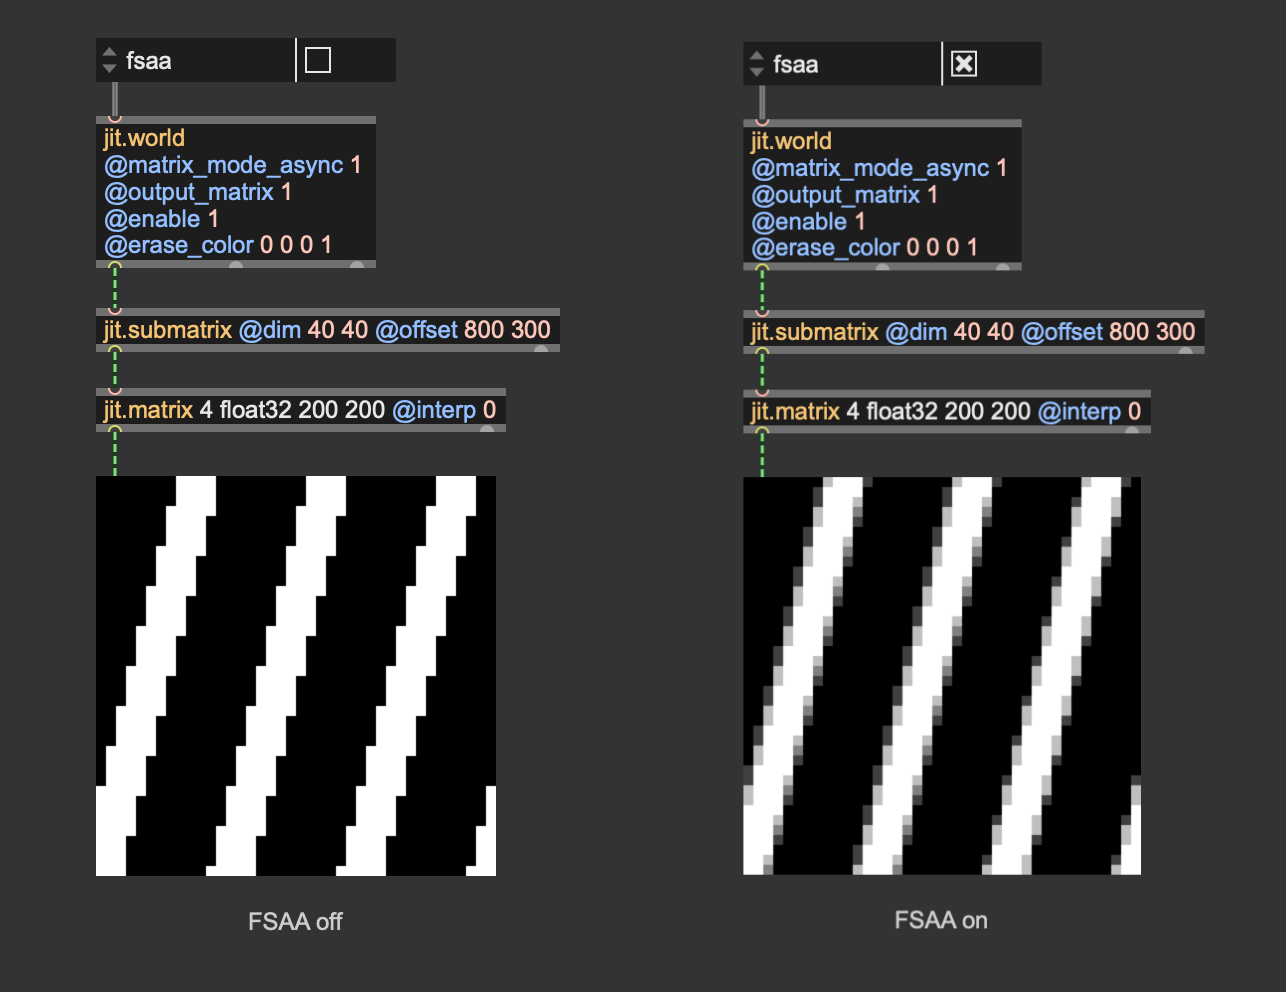 fsaa
jit.world
@matrix_mode_async 1
@output_matrix 1
@enable 1
@erase_color 0 0 0 1
jit.submatrix @dim 40 40 @offset 800 300
jit.matrix 4 float32 200 200 @interp 0
FSAA off
fsaa
jit.world
@matrix_mode_async 1
@output_matrix 1
@enable 1
@erase_color 0 0 0 1
jit.submatrix @dim 40 40 @offset 800 300
jit.matrix 4 float32 200 200 @interp 0
FSAA on